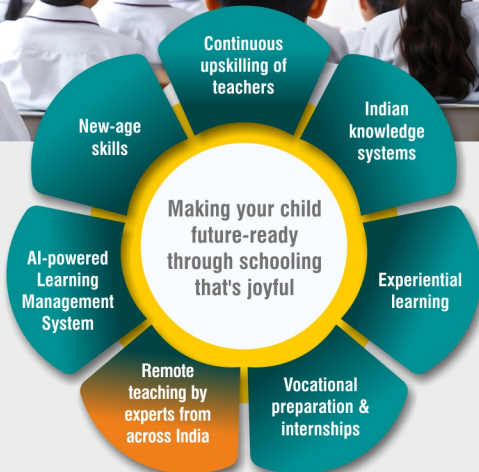 Continuous
upskilling of
teachers
Indian
knowledge
systems
Experiential
learning
Vocational
preparation &
internships
Remote
teaching by
experts from
across India
AI-powered
Learning
Management
System
New-age
skills
Making your child
future-ready
through schooling
that's joyful